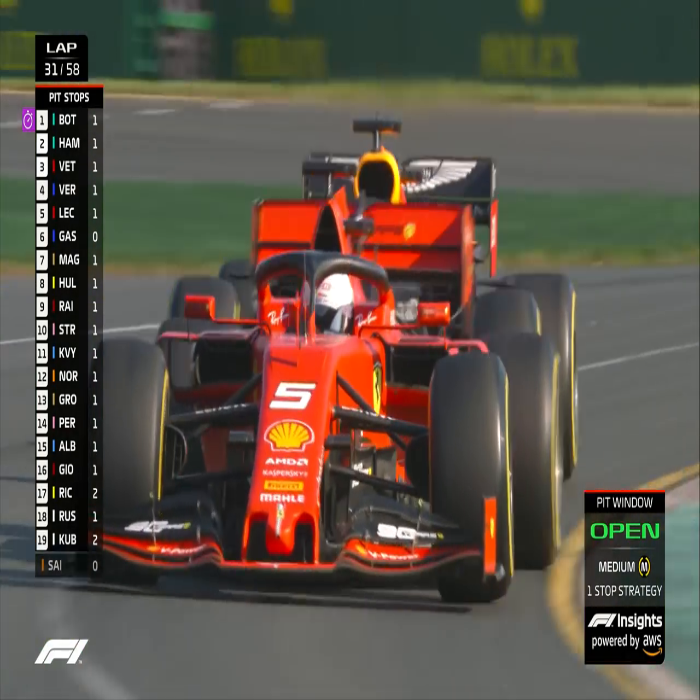 LAP
31 / 58
PIT STOPS
1 BOT 1
2 HAM 1
3 VET 1
4 VER 1
5 LEC 1
6 GAS 0
7 MAG 1
8 HUL 1
9 RAI 1
10 STR 1
11 KVY 1
12 NOR 1
13 GRO 1
14 PER 1
15 ALB 1
16 GIO 1
17 RIC 2
18 RUS 1
19 KUB 2
SAI 0
ROLEX
Ray-Ban
5
AMD
KASPERSKY
PIRELLI
MAHLE
V-Power
PIT WINDOW
OPEN
MEDIUM M
1 STOP STRATEGY
F1 Insights
powered by aws
F1